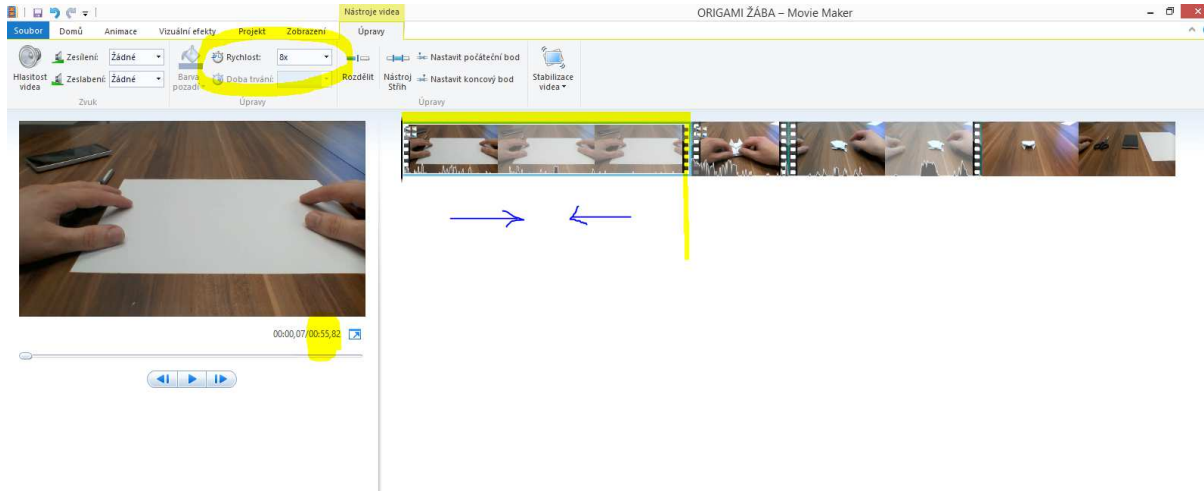 Nástroje videa
ORIGAMI ŽÁBA – Movie Maker
Soubor Domů Animace Vizuální efekty Projekt Zobrazení Úpravy
Hlasitost videa
Zesílení: Žádné
Zeslabení: Žádné
Zvuk
Barva pozadí
Rychlost: 8x
Doba trvání:
Úpravy
Rozdělit
Nástroj Střih
Nastavit počáteční bod
Nastavit koncový bod
Stabilizace videa
Úpravy
00:00,07/00:55,82